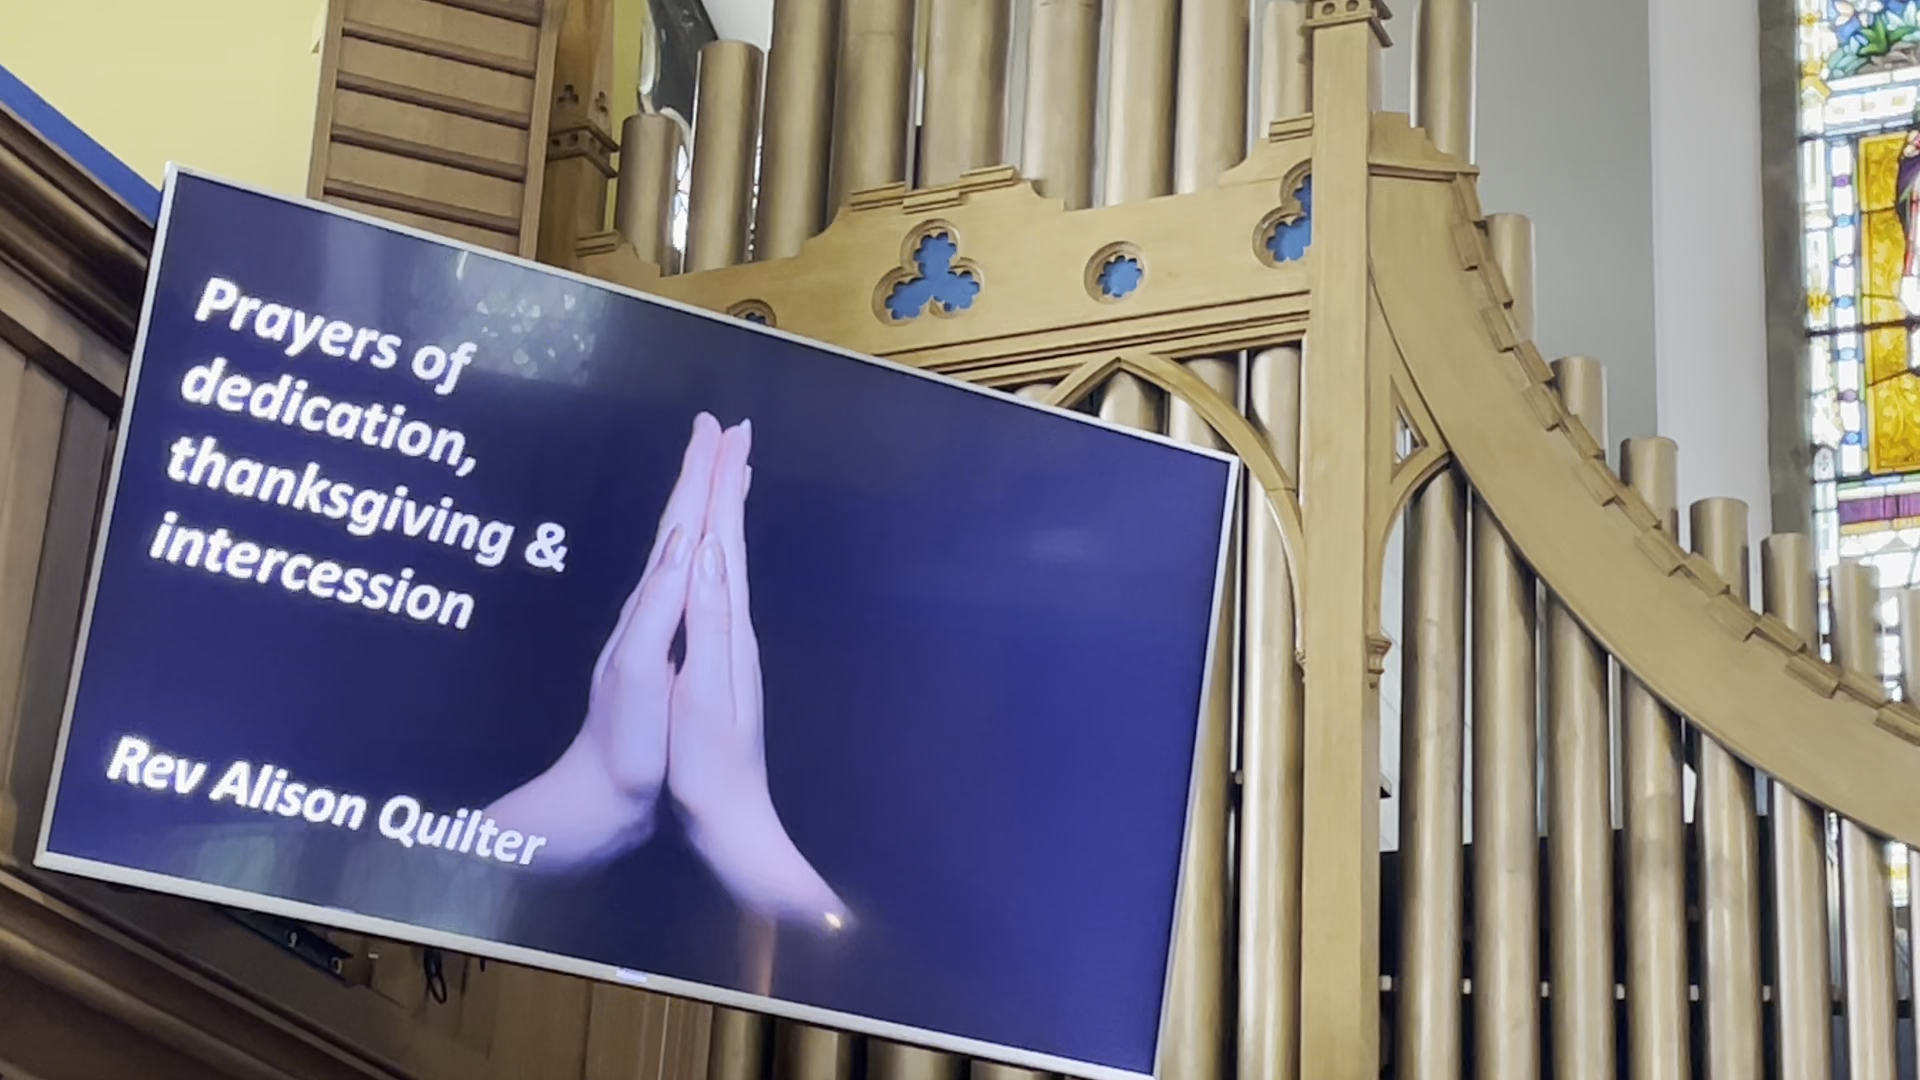 Prayers of
dedication,
thanksgiving &
intercession
Rev Alison Quilter